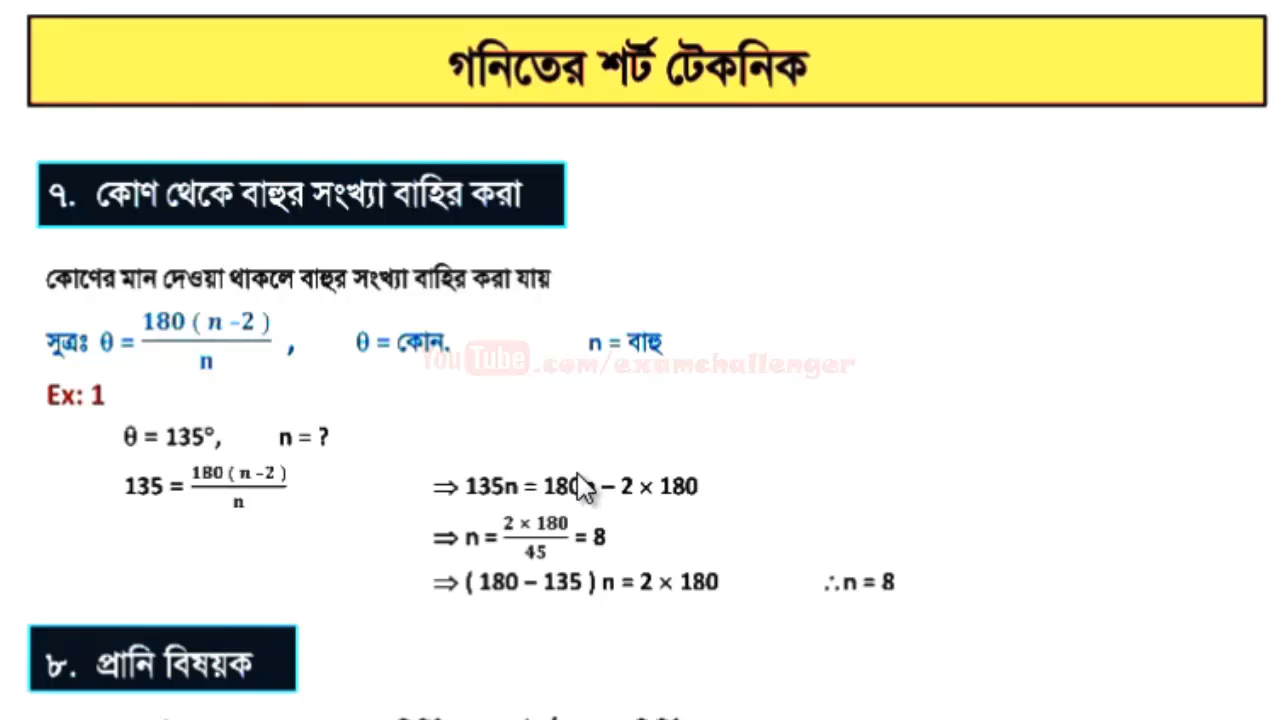 গনিতের শর্ট টেকনিক
৭. কোণ থেকে বাহুর সংখ্যা বাহির করা
কোণের মান দেওয়া থাকলে বাহুর সংখ্যা বাহির করা যায়
সুত্রঃ θ = 180 ( n -2 ) / n , θ = কোন. n = বাহু
YouTube.com/examchallenger
Ex: 1
θ = 135°, n = ?
135 = 180 ( n -2 ) / n ⇒ 135n = 180n – 2 × 180
⇒ n = 2 × 180 / 45 = 8
⇒ ( 180 – 135 ) n = 2 × 180 ∴n = 8
৮. প্রানি বিষয়ক